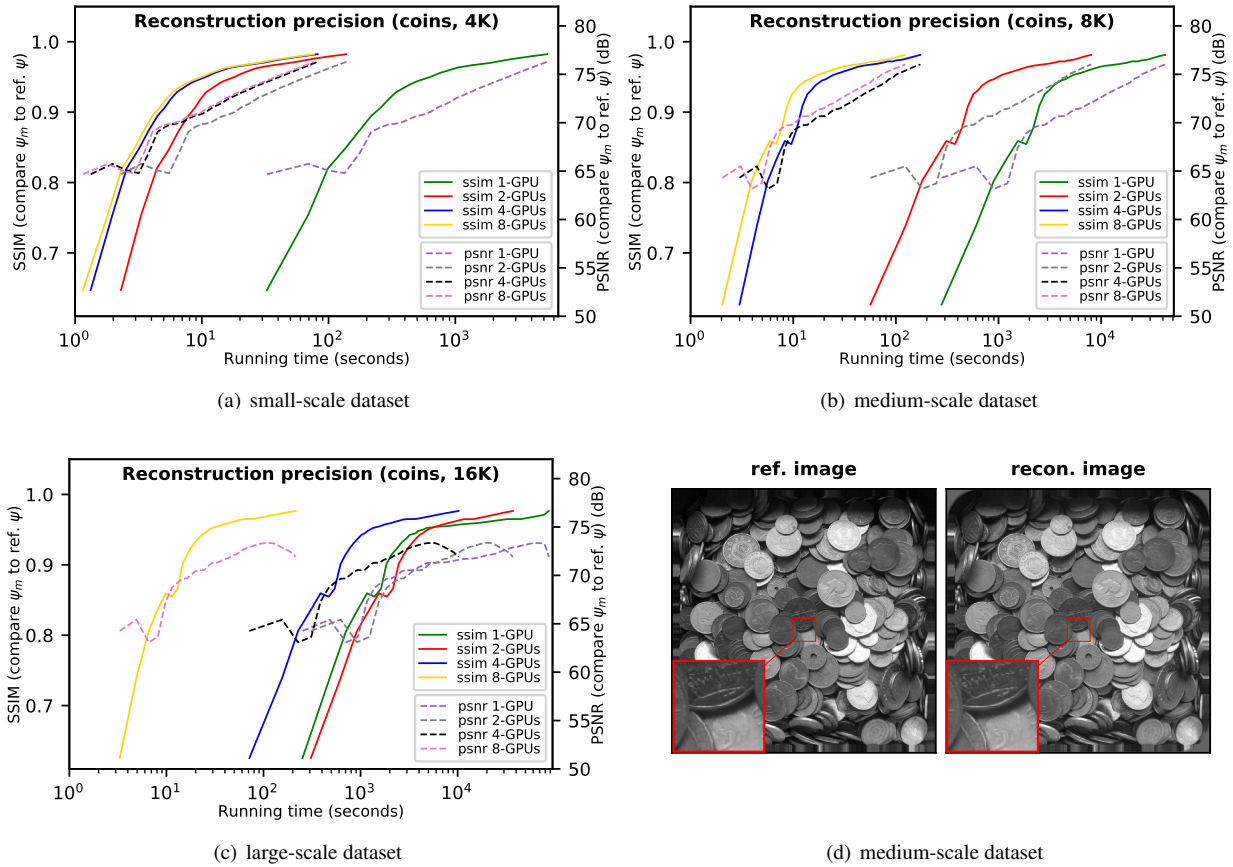 Reconstruction precision (coins, 4K)
SSIM (compare ψm to ref. ψ)
1.0
0.9
0.8
0.7
80
75
70
65
60
55
50
PSNR (compare ψm to ref. ψ) (dB)
ssim 1-GPU
ssim 2-GPUs
ssim 4-GPUs
ssim 8-GPUs
psnr 1-GPU
psnr 2-GPUs
psnr 4-GPUs
psnr 8-GPUs
10^0 10^1 10^2 10^3
Running time (seconds)
(a) small-scale dataset
Reconstruction precision (coins, 8K)
SSIM (compare ψm to ref. ψ)
1.0
0.9
0.8
0.7
80
75
70
65
60
55
50
PSNR (compare ψm to ref. ψ) (dB)
ssim 1-GPU
ssim 2-GPUs
ssim 4-GPUs
ssim 8-GPUs
psnr 1-GPU
psnr 2-GPUs
psnr 4-GPUs
psnr 8-GPUs
10^0 10^1 10^2 10^3 10^4
Running time (seconds)
(b) medium-scale dataset
Reconstruction precision (coins, 16K)
SSIM (compare ψm to ref. ψ)
1.0
0.9
0.8
0.7
80
75
70
65
60
55
50
PSNR (compare ψm to ref. ψ) (dB)
ssim 1-GPU
ssim 2-GPUs
ssim 4-GPUs
ssim 8-GPUs
psnr 1-GPU
psnr 2-GPUs
psnr 4-GPUs
psnr 8-GPUs
10^0 10^1 10^2 10^3 10^4
Running time (seconds)
(c) large-scale dataset
ref. image
recon. image
(d) medium-scale dataset